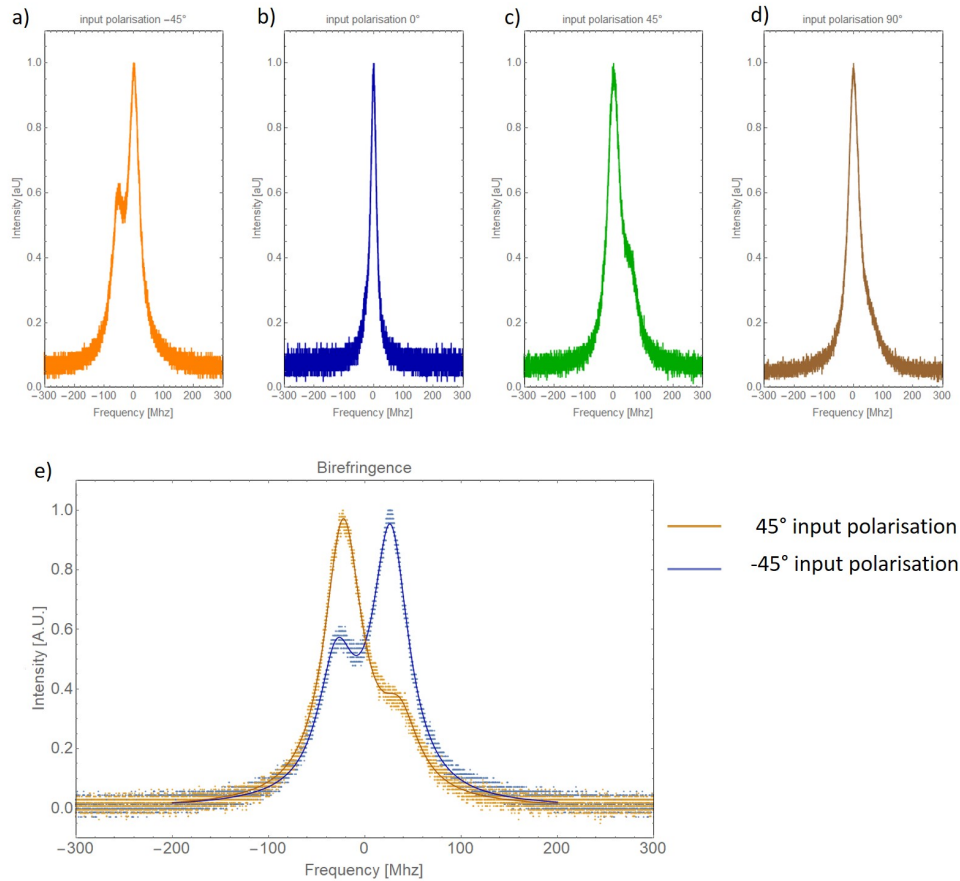 a)
input polarisation −45°
b)
input polarisation 0°
c)
input polarisation 45°
d)
input polarisation 90°
Intensity [aU]
1.0
0.8
0.6
0.4
0.2
0.0
−300 −200 −100 0 100 200 300
Frequency [Mhz]
Intensity [aU]
1.0
0.8
0.6
0.4
0.2
0.0
−300 −200 −100 0 100 200 300
Frequency [Mhz]
Intensity [aU]
1.0
0.8
0.6
0.4
0.2
0.0
−300 −200 −100 0 100 200 300
Frequency [Mhz]
Intensity [aU]
1.0
0.8
0.6
0.4
0.2
0.0
−300 −200 −100 0 100 200 300
Frequency [Mhz]
e)
Birefringence
Intensity [A.U.]
1.0
0.8
0.6
0.4
0.2
0.0
−300 −200 −100 0 100 200 300
Frequency [Mhz]
45° input polarisation
-45° input polarisation